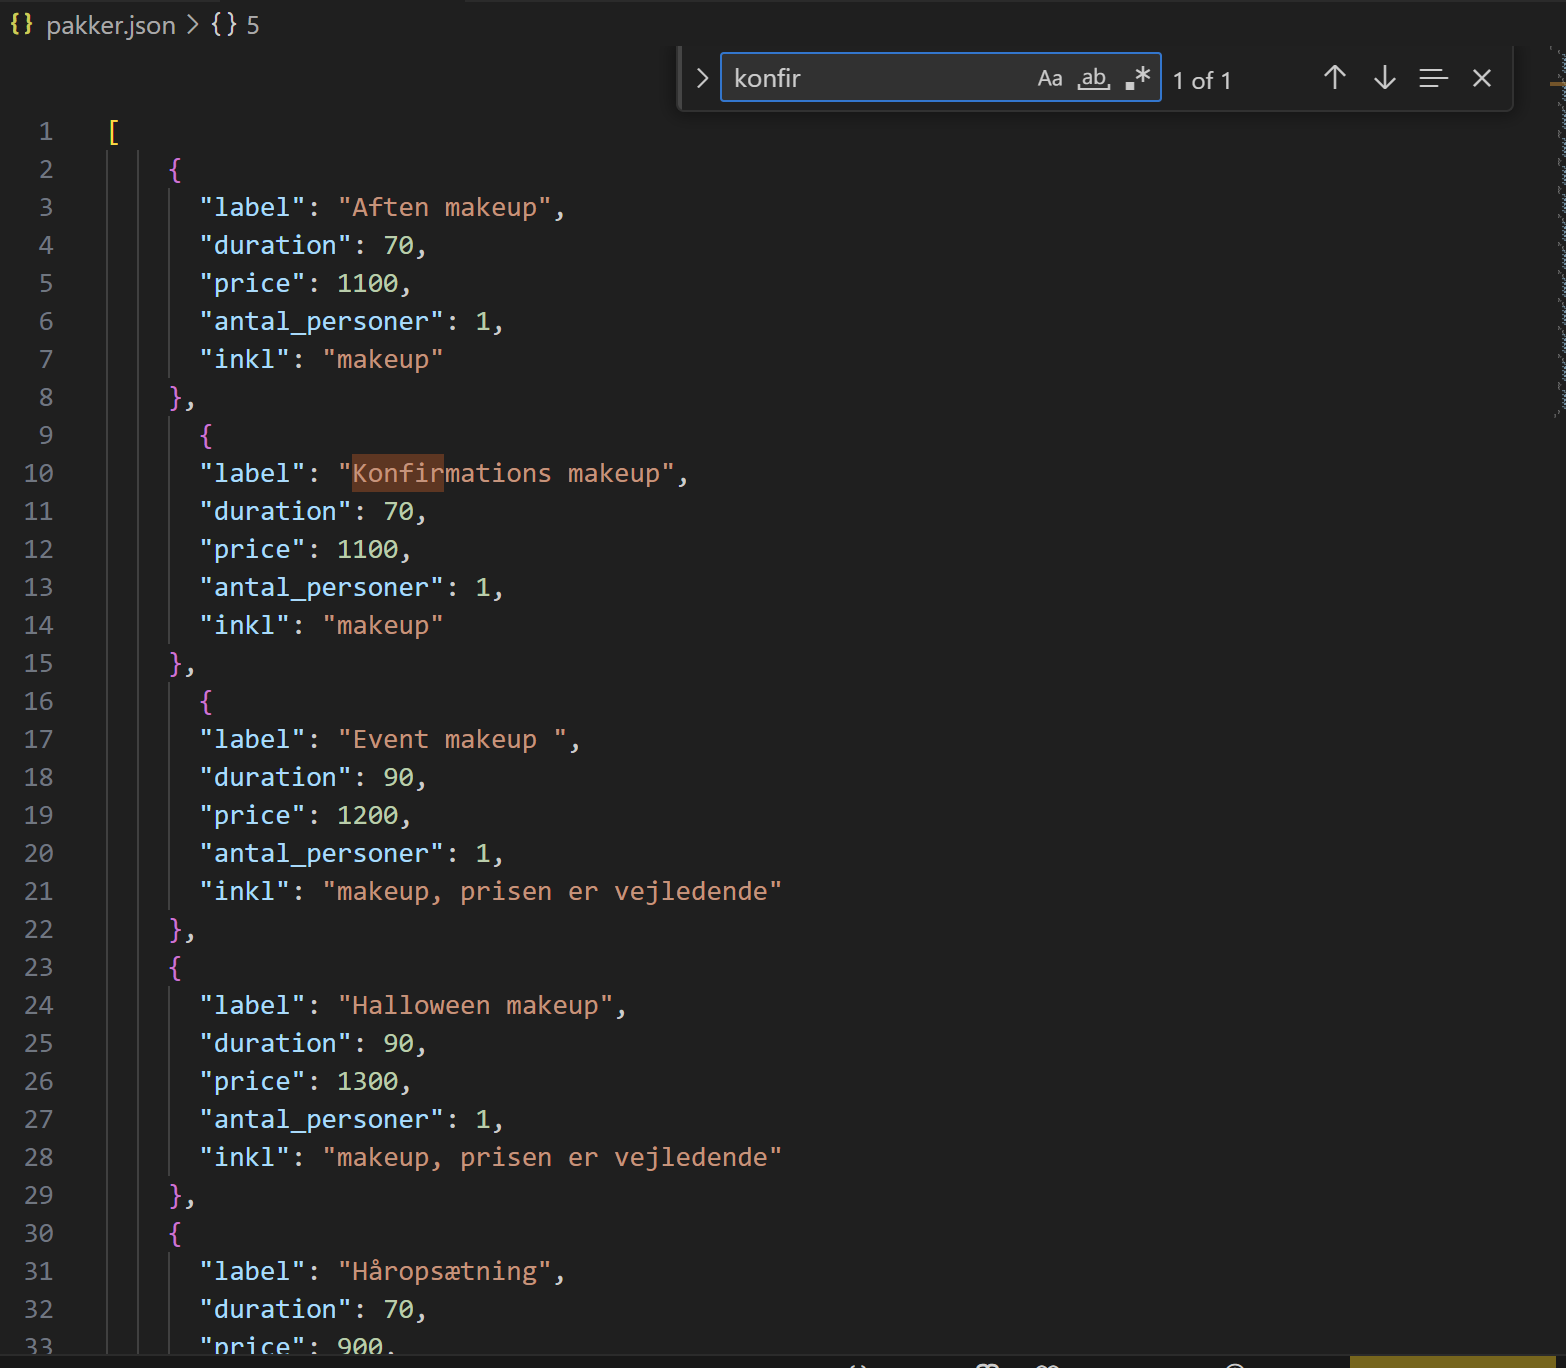 {} pakker.json > {} 5
konfir Aa ab .* 1 of 1
1 [
2 {
3 "label": "Aften makeup",
4 "duration": 70,
5 "price": 1100,
6 "antal_personer": 1,
7 "inkl": "makeup"
8 },
9 {
10 "label": "Konfirmations makeup",
11 "duration": 70,
12 "price": 1100,
13 "antal_personer": 1,
14 "inkl": "makeup"
15 },
16 {
17 "label": "Event makeup ",
18 "duration": 90,
19 "price": 1200,
20 "antal_personer": 1,
21 "inkl": "makeup, prisen er vejledende"
22 },
23 {
24 "label": "Halloween makeup",
25 "duration": 90,
26 "price": 1300,
27 "antal_personer": 1,
28 "inkl": "makeup, prisen er vejledende"
29 },
30 {
31 "label": "Håropsætning",
32 "duration": 70,
33 "price": 900,